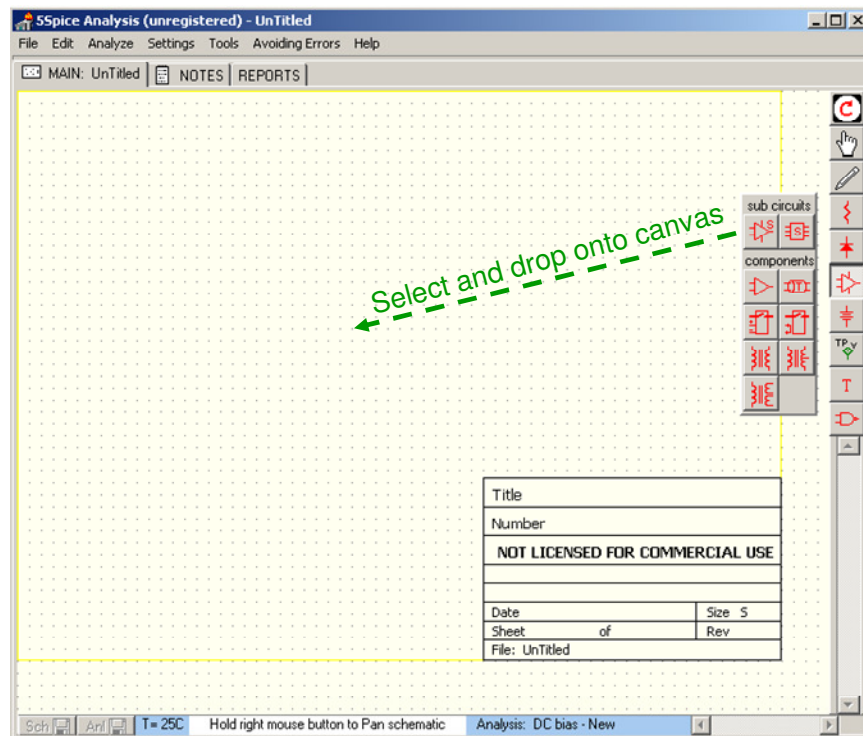 5Spice Analysis (unregistered) - UnTitled
File Edit Analyze Settings Tools Avoiding Errors Help
MAIN: UnTitled NOTES REPORTS
sub circuits
S S
components
Select and drop onto canvas
TP V
T
Title
Number
NOT LICENSED FOR COMMERCIAL USE
Date Size S
Sheet of Rev
File: UnTitled
Sch Anl T= 25C Hold right mouse button to Pan schematic Analysis: DC bias - New